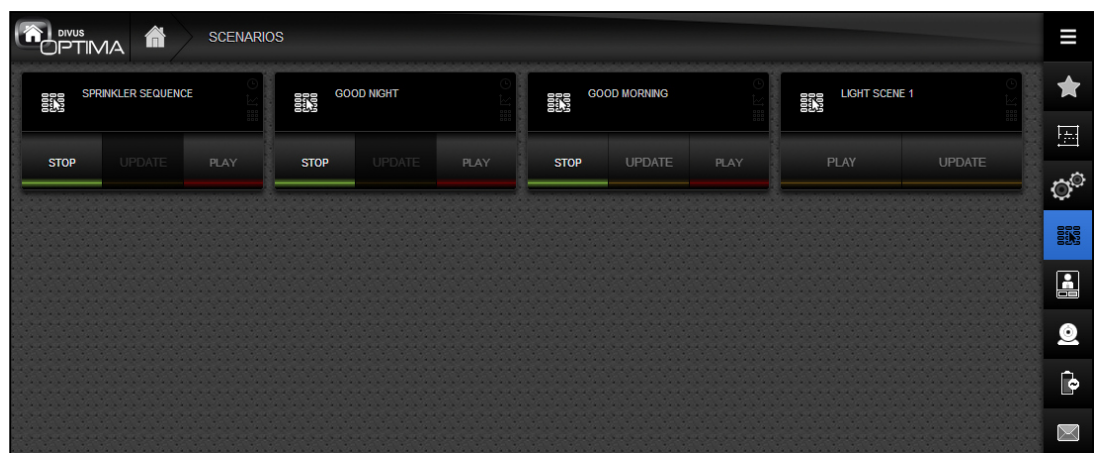 DIVUS
OPTIMA
SCENARIOS
SPRINKLER SEQUENCE
STOP UPDATE PLAY
GOOD NIGHT
STOP UPDATE PLAY
GOOD MORNING
STOP UPDATE PLAY
LIGHT SCENE 1
PLAY UPDATE